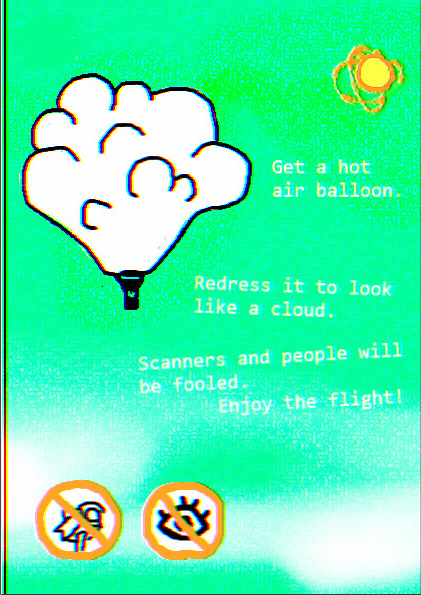 Get a hot
air balloon.
Redress it to look
like a cloud.
Scanners and people will
be fooled.
Enjoy the flight!